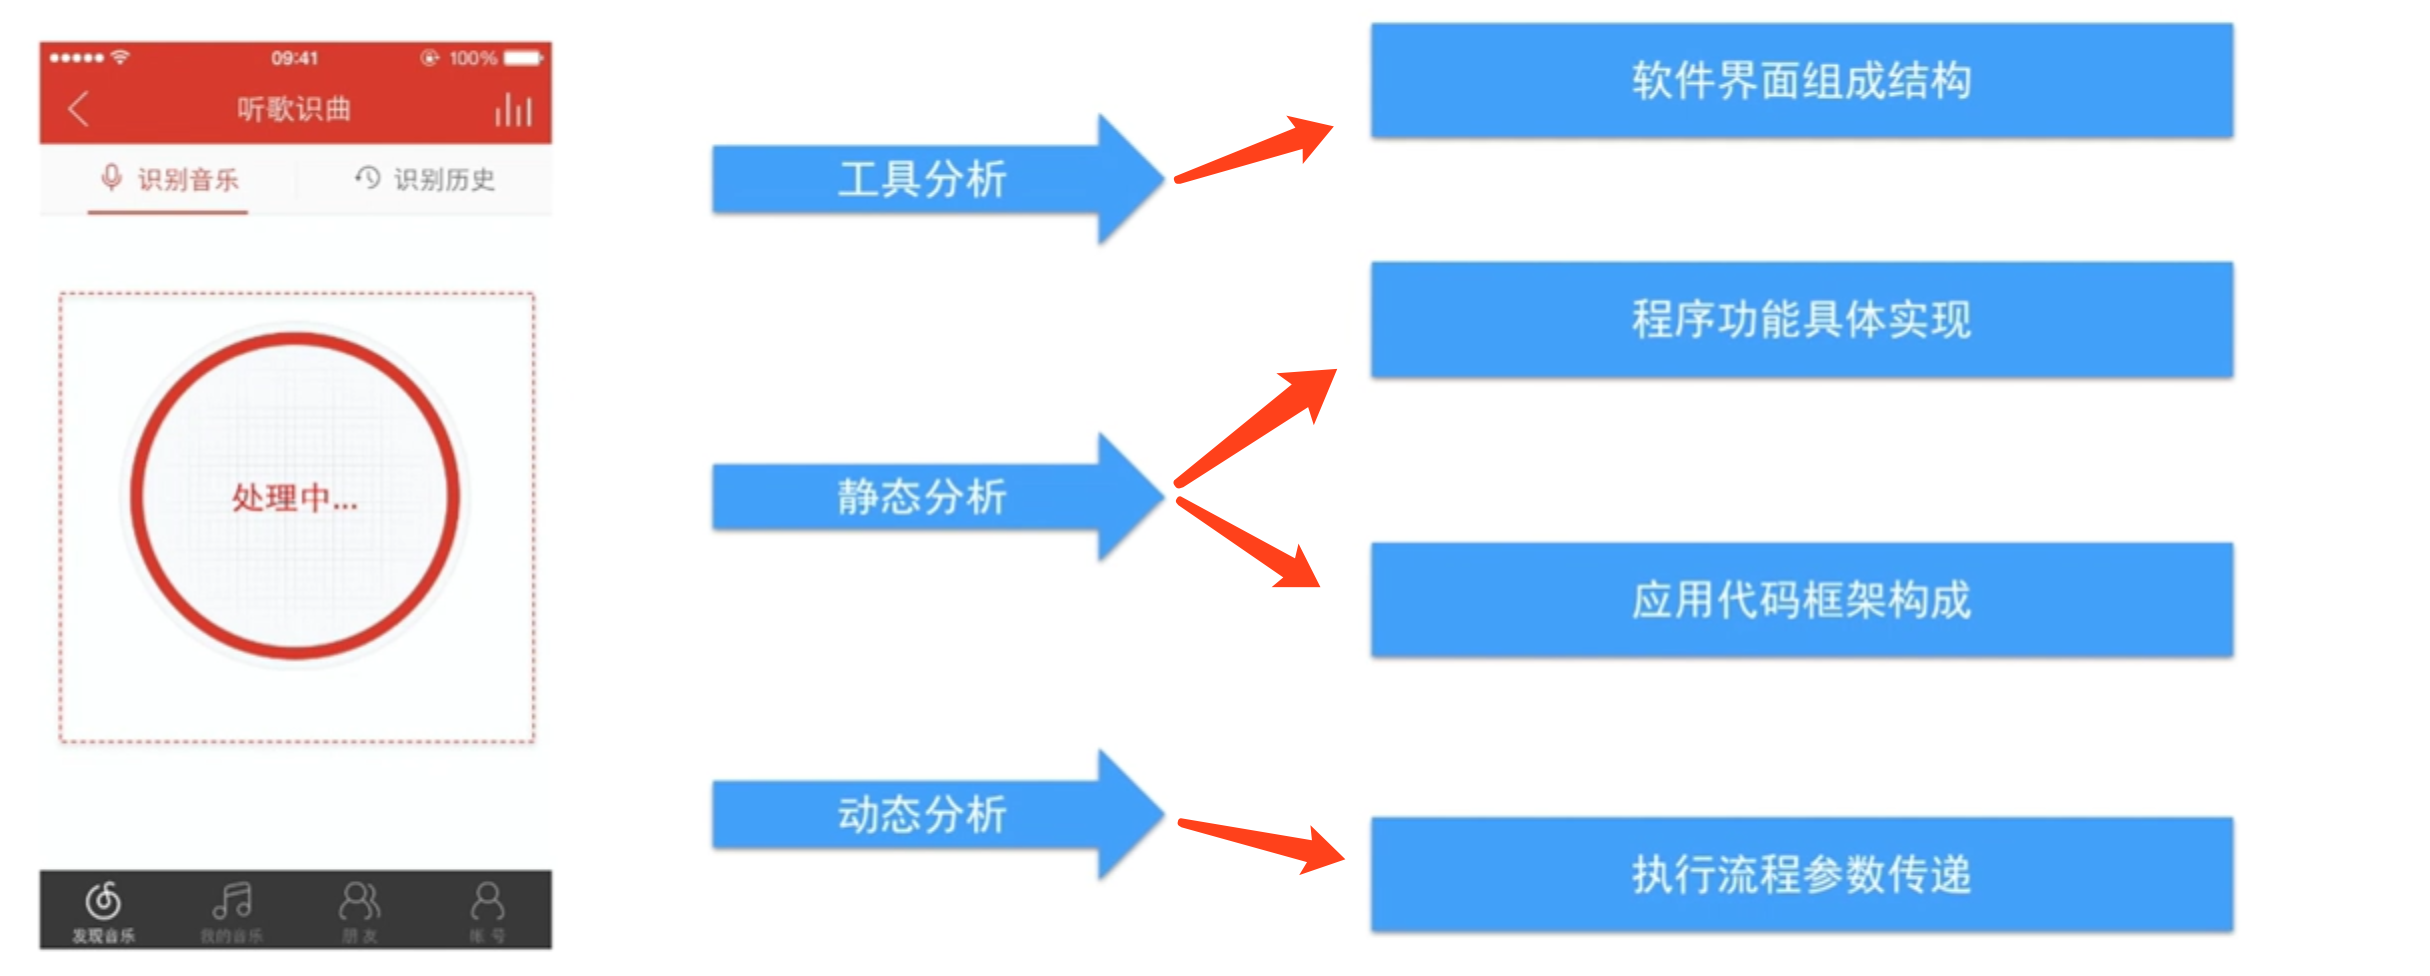 09:41
100%
听歌识曲
识别音乐
识别历史
处理中...
发现音乐
我的音乐
朋友
帐号
工具分析
静态分析
动态分析
软件界面组成结构
程序功能具体实现
应用代码框架构成
执行流程参数传递